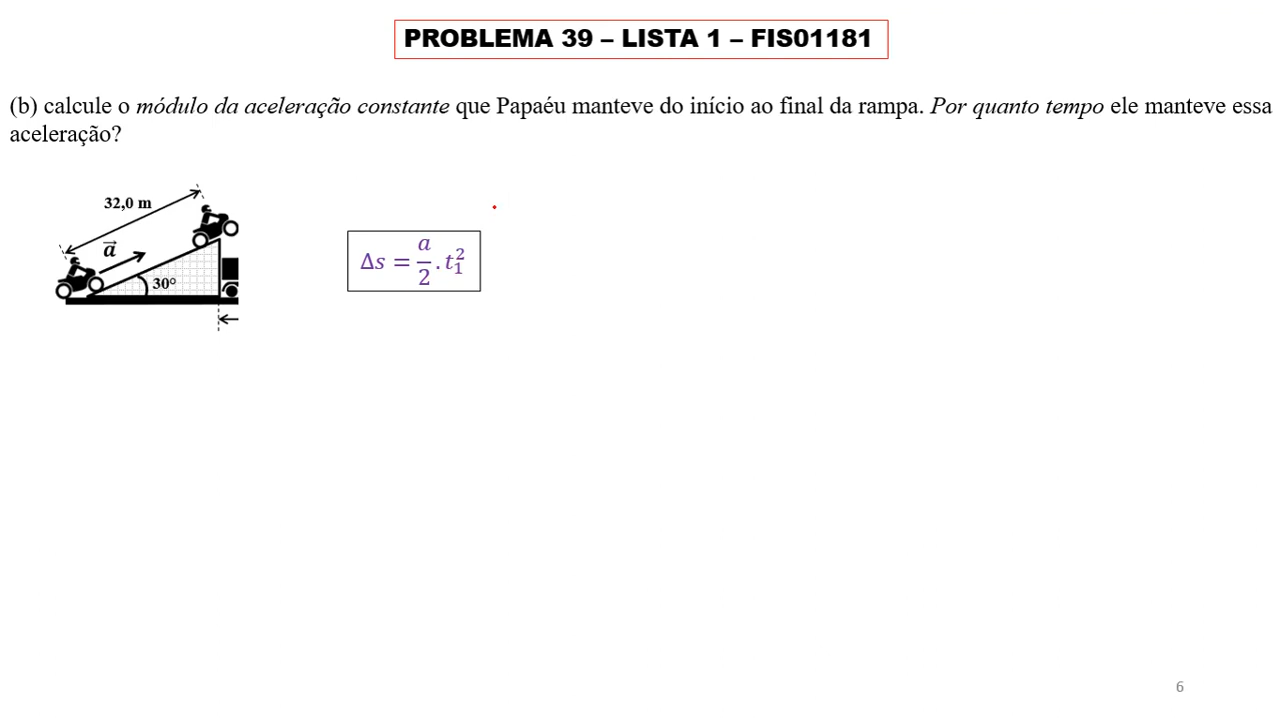 PROBLEMA 39 – LISTA 1 – FIS01181
(b) calcule o módulo da aceleração constante que Papaéu manteve do início ao final da rampa. Por quanto tempo ele manteve essa
aceleração?
32,0 m
a⃗
30°
Δs = a/2 . t₁²
6